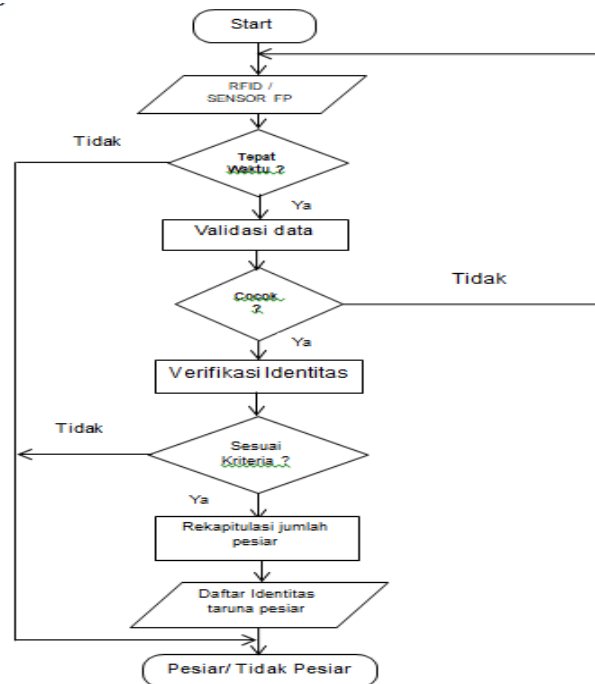 Start
RFID /
SENSOR FP
Tidak
Tepat
Waktu ?
Ya
Validasi data
Cocok
?
Tidak
Ya
Verifikasi Identitas
Tidak
Sesuai
Kriteria ?
Ya
Rekapitulasi jumlah
pesiar
Daftar Identitas
taruna pesiar
Pesiar/ Tidak Pesiar